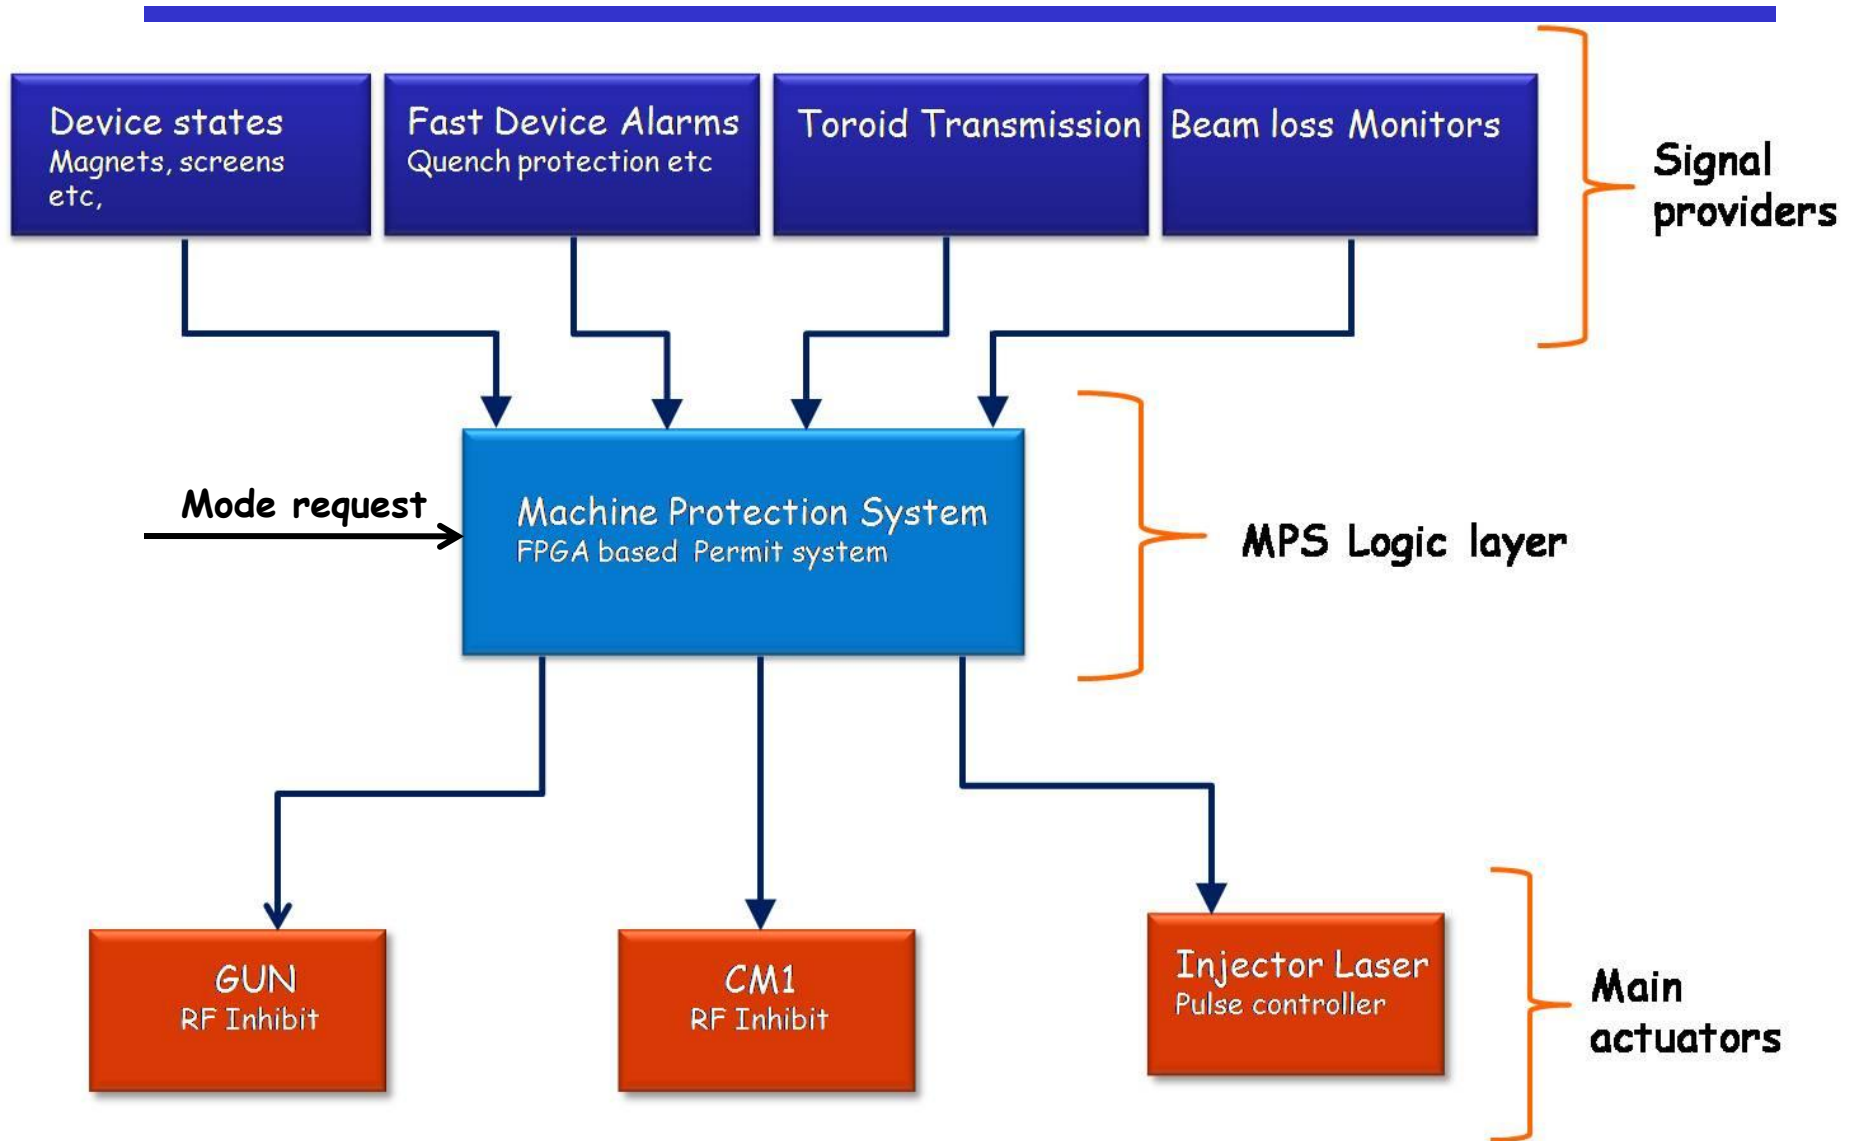 Device states
Magnets, screens
etc,
Fast Device Alarms
Quench protection etc
Toroid Transmission
Beam loss Monitors
Signal
providers
Mode request
Machine Protection System
FPGA based Permit system
MPS Logic layer
GUN
RF Inhibit
CM1
RF Inhibit
Injector Laser
Pulse controller
Main
actuators